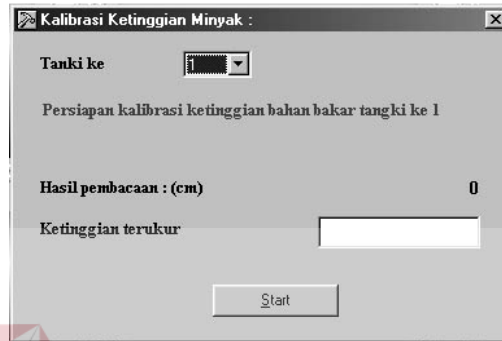 Kalibrasi Ketinggian Minyak :
Tanki ke 1
Persiapan kalibrasi ketinggian bahan bakar tangki ke 1
Hasil pembacaan : (cm) 0
Ketinggian terukur
Start